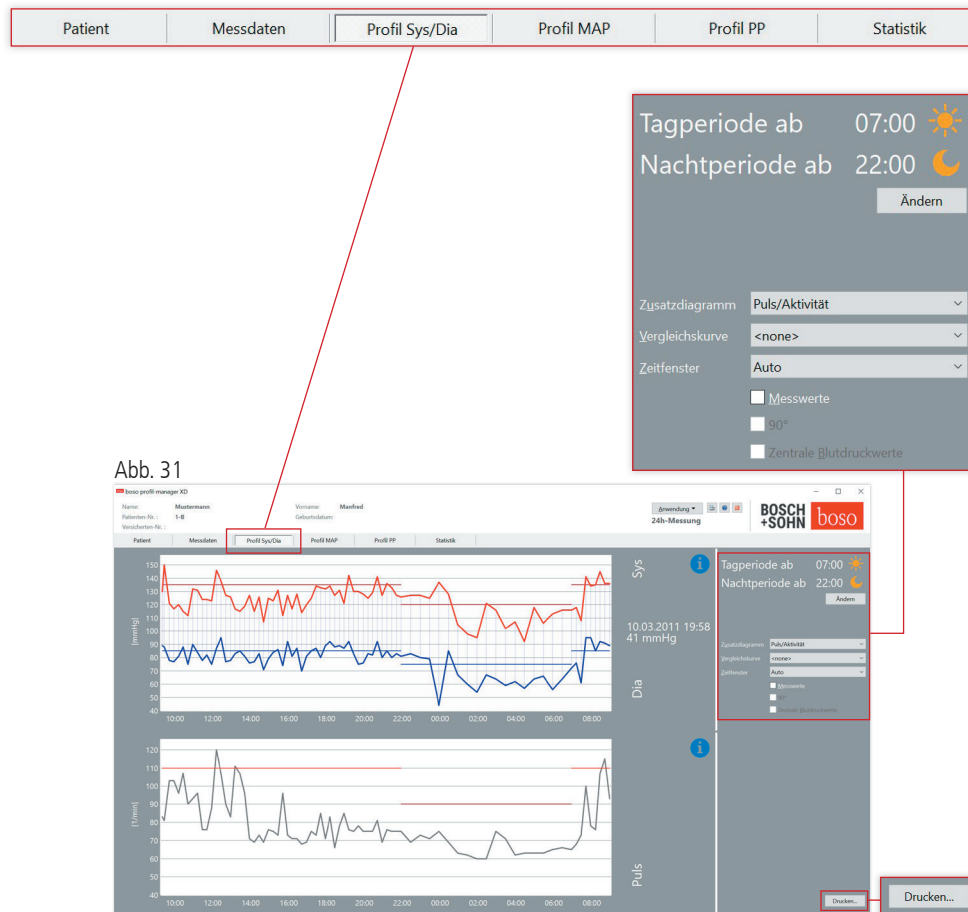 Patient Messdaten Profil Sys/Dia Profil MAP Profil PP Statistik
Tagperiode ab 07:00
Nachtperiode ab 22:00
Ändern
Zusatzdiagramm Puls/Aktivität
Vergleichskurve <none>
Zeitfenster Auto
Messwerte
90°
Zentrale Blutdruckwerte
Abb. 31
boso profil-manager XD
Name: Mustermann Vorname: Manfred
Patienten-Nr. : 1-B Geburtsdatum:
Versicherten-Nr. :
Anwendung
24h-Messung
BOSCH
+SOHN
boso
Patient Messdaten Profil Sys/Dia Profil MAP Profil PP Statistik
150
140
130
120
110
100
90
80
70
60
50
40
[mmHg]
10:00 12:00 14:00 16:00 18:00 20:00 22:00 00:00 02:00 04:00 06:00 08:00
Sys
i
10.03.2011 19:58
41 mmHg
Dia
Tagperiode ab 07:00
Nachtperiode ab 22:00
Ändern
Zusatzdiagramm Puls/Aktivität
Vergleichskurve <none>
Zeitfenster Auto
Messwerte
90°
Zentrale Blutdruckwerte
120
110
100
90
80
70
60
50
40
[1/min]
10:00 12:00 14:00 16:00 18:00 20:00 22:00 00:00 02:00 04:00 06:00 08:00
i
Puls
Drucken...
Drucken...